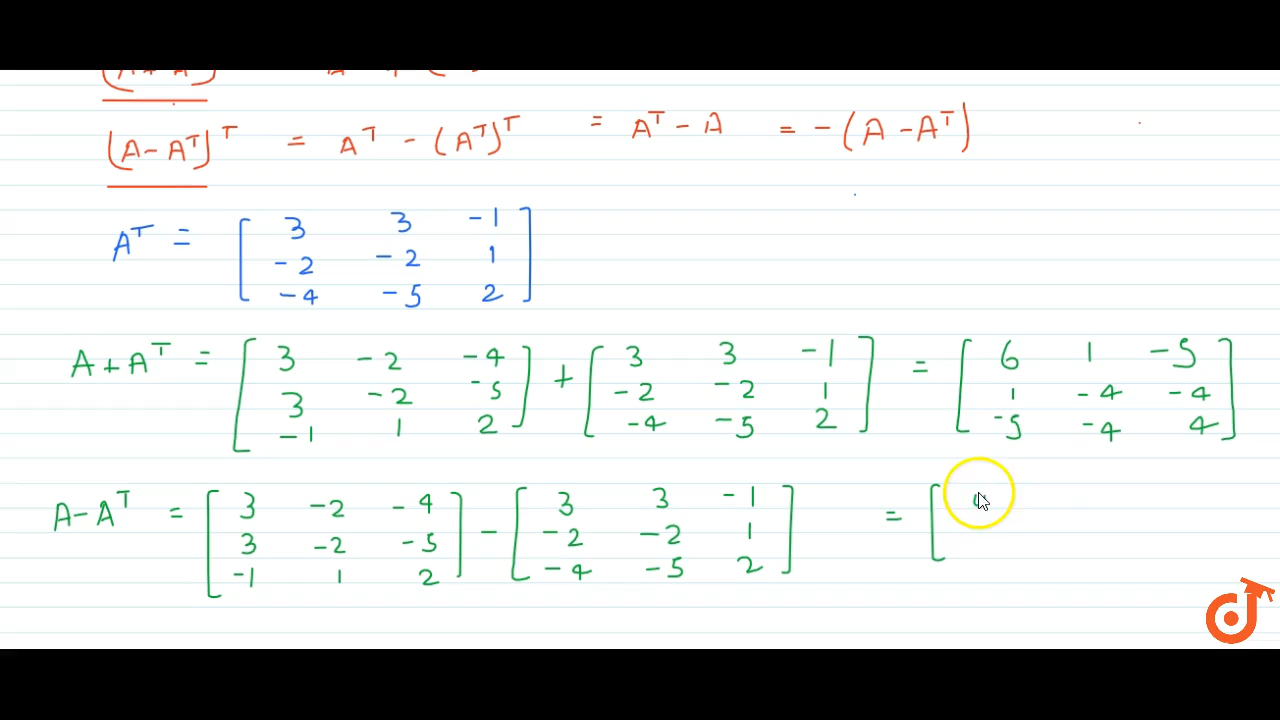 (A - Aᵀ)ᵀ = Aᵀ - (Aᵀ)ᵀ = Aᵀ - A = - (A - Aᵀ)
Aᵀ = [ 3 3 -1
-2 -2 1
-4 -5 2 ]
A + Aᵀ = [ 3 -2 -4 ] + [ 3 3 -1 ] = [ 6 1 -5 ]
3 -2 -5 -2 -2 1 1 -4 -4
-1 1 2 -4 -5 2 -5 -4 4
A - Aᵀ = [ 3 -2 -4 ] - [ 3 3 -1 ] = [
3 -2 -5 -2 -2 1
-1 1 2 -4 -5 2